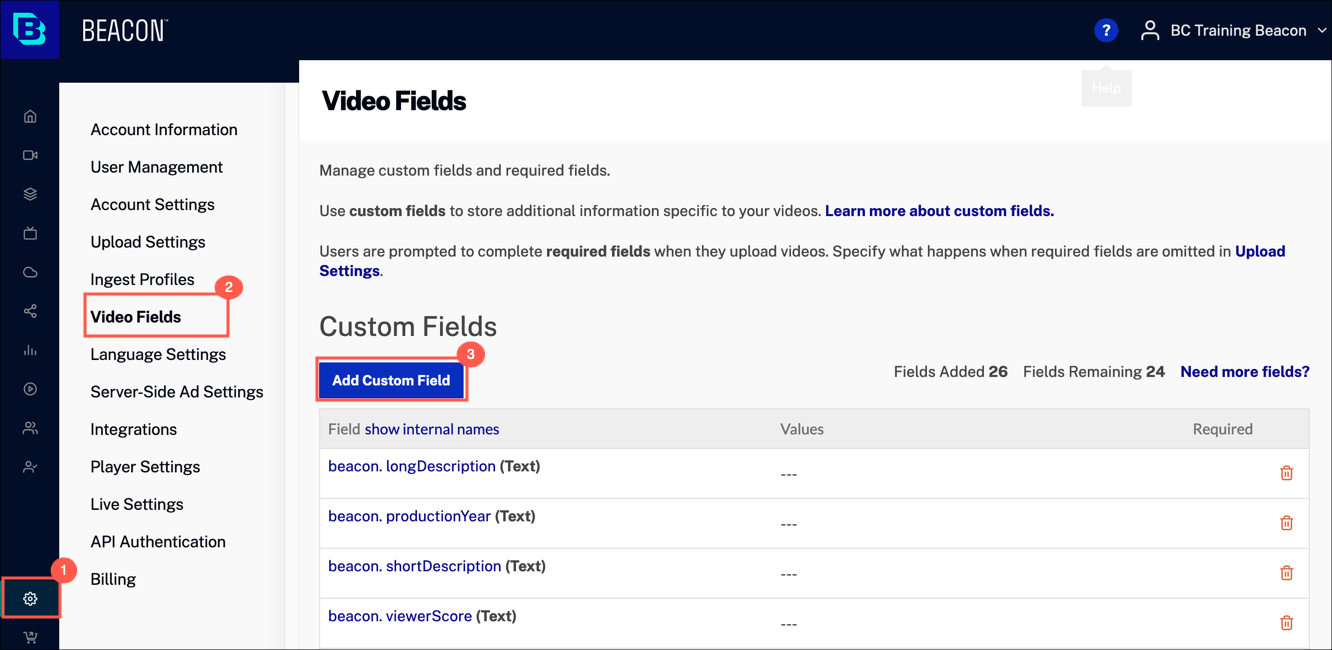 BEACON™
?
BC Training Beacon
Help
Video Fields
Account Information
User Management
Account Settings
Upload Settings
Ingest Profiles
2
Video Fields
Language Settings
Server-Side Ad Settings
Integrations
Player Settings
Live Settings
API Authentication
Billing
1
Manage custom fields and required fields.
Use custom fields to store additional information specific to your videos. Learn more about custom fields.
Users are prompted to complete required fields when they upload videos. Specify what happens when required fields are omitted in Upload
Settings.
Custom Fields
3
Add Custom Field
Fields Added 26 Fields Remaining 24 Need more fields?
Field show internal names Values Required
beacon. longDescription (Text) ---
beacon. productionYear (Text) ---
beacon. shortDescription (Text) ---
beacon. viewerScore (Text) ---